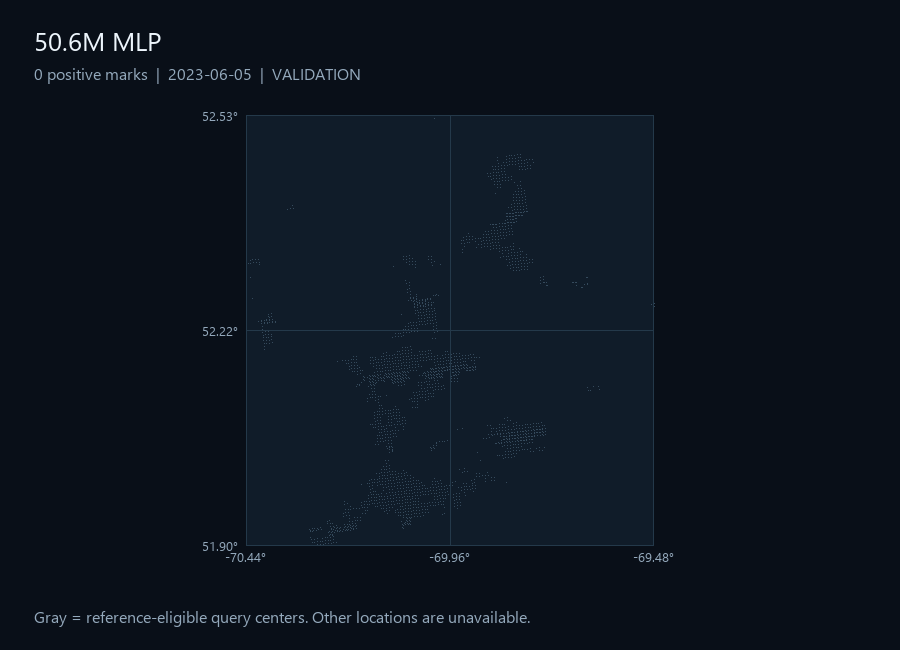 50.6M MLP
0 positive marks | 2023-06-05 | VALIDATION
52.53°
52.22°
51.90°
-70.44°
-69.96°
-69.48°
Gray = reference-eligible query centers. Other locations are unavailable.